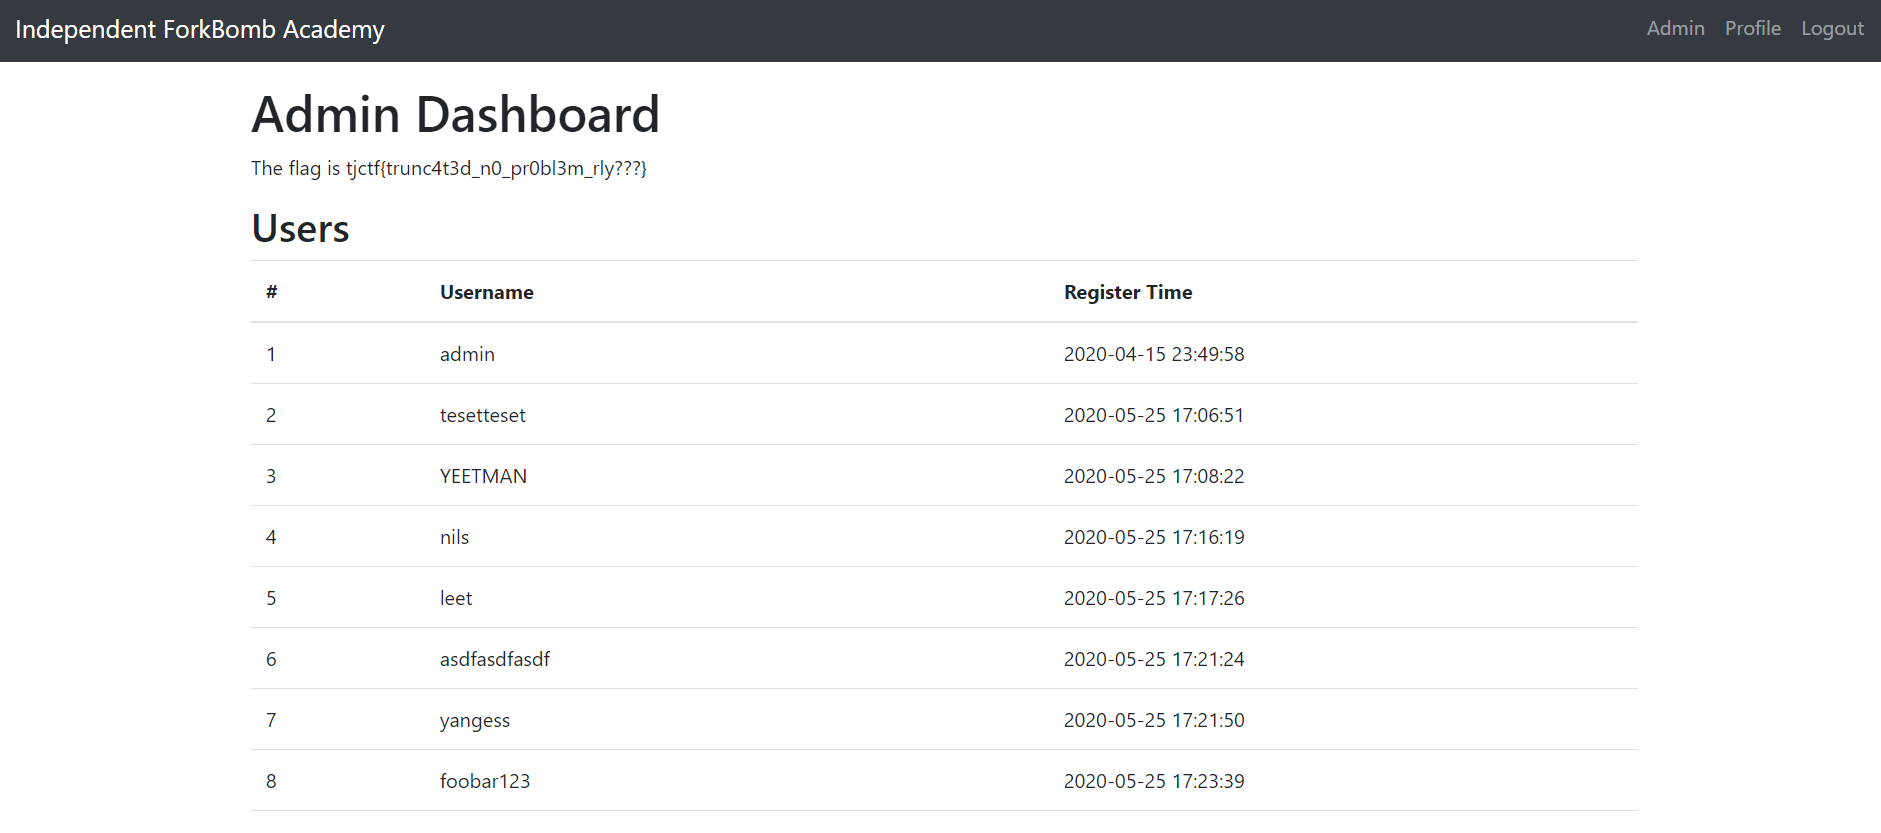 Independent ForkBomb Academy Admin Profile Logout
Admin Dashboard
The flag is tjctf{trunc4t3d_n0_pr0bl3m_rly???}
Users
# Username Register Time
1 admin 2020-04-15 23:49:58
2 tesetteset 2020-05-25 17:06:51
3 YEETMAN 2020-05-25 17:08:22
4 nils 2020-05-25 17:16:19
5 leet 2020-05-25 17:17:26
6 asdfasdfasdf 2020-05-25 17:21:24
7 yangess 2020-05-25 17:21:50
8 foobar123 2020-05-25 17:23:39